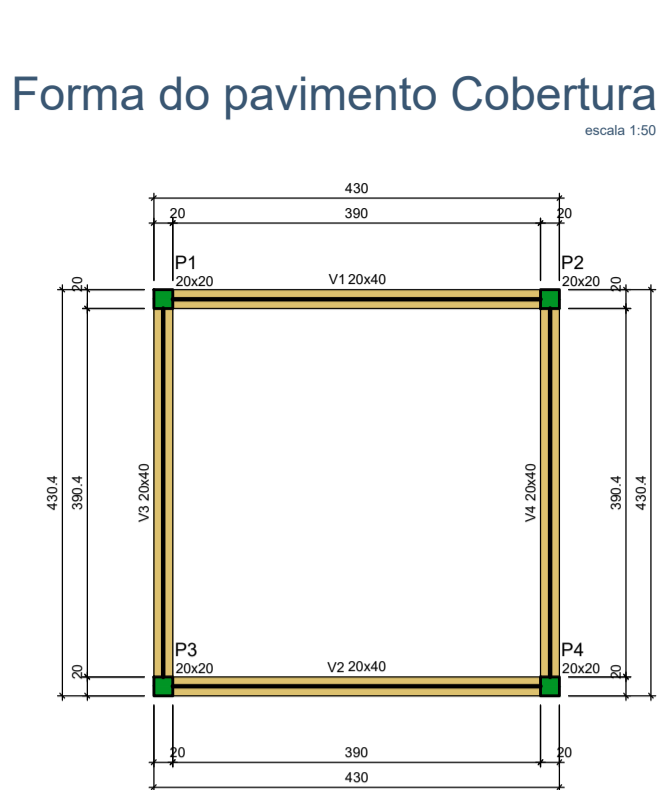 Forma do pavimento Cobertura
escala 1:50
430
20 390 20
P1 P2
20 20x20 V1 20x40 20x20 20
430.4 390.4 V3 20x40 V4 20x40 390.4 430.4
P3 P4
20 20x20 V2 20x40 20x20 20
20 390 20
430